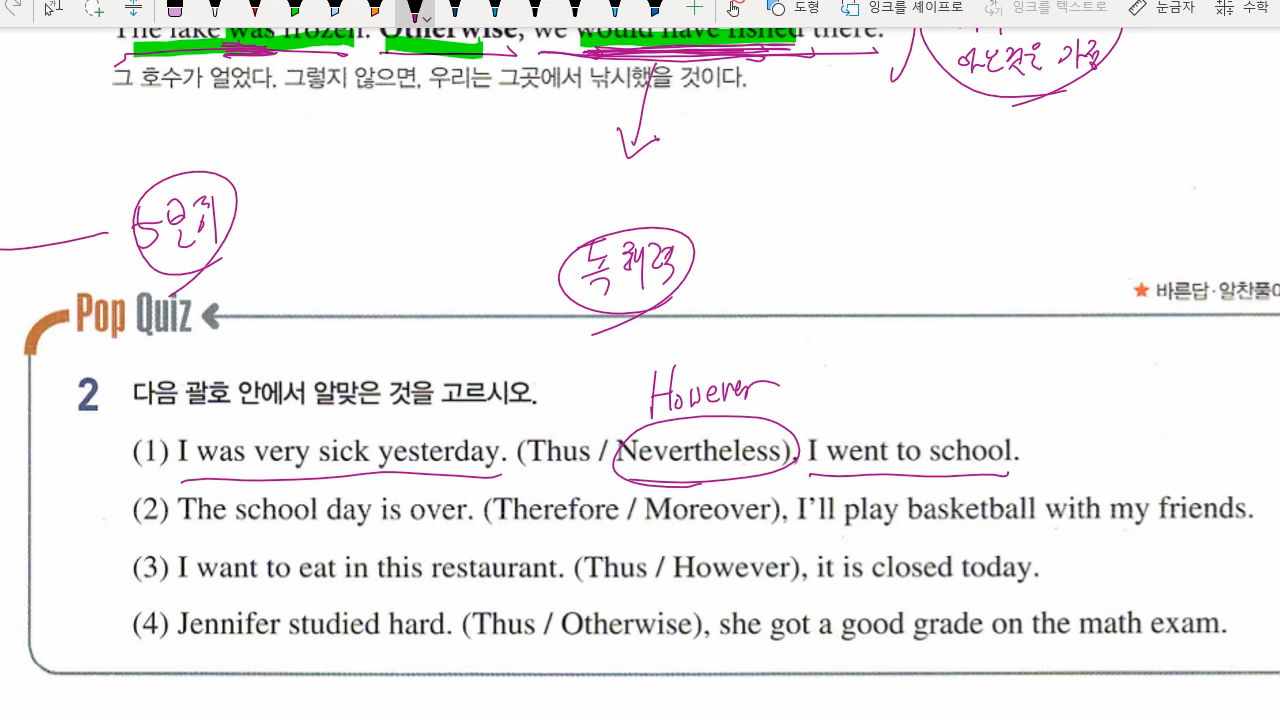 도형
잉크를 셰이프로
잉크를 텍스트로
눈금자
수학
The lake was frozen. Otherwise, we would have fished there.
그 호수가 얼었다. 그렇지 않으면, 우리는 그곳에서 낚시했을 것이다.
아는것은
5분쯤
독해력
Pop Quiz
바른답·알찬풀이
2 다음 괄호 안에서 알맞은 것을 고르시오.
However
(1) I was very sick yesterday. (Thus / Nevertheless), I went to school.
(2) The school day is over. (Therefore / Moreover), I'll play basketball with my friends.
(3) I want to eat in this restaurant. (Thus / However), it is closed today.
(4) Jennifer studied hard. (Thus / Otherwise), she got a good grade on the math exam.